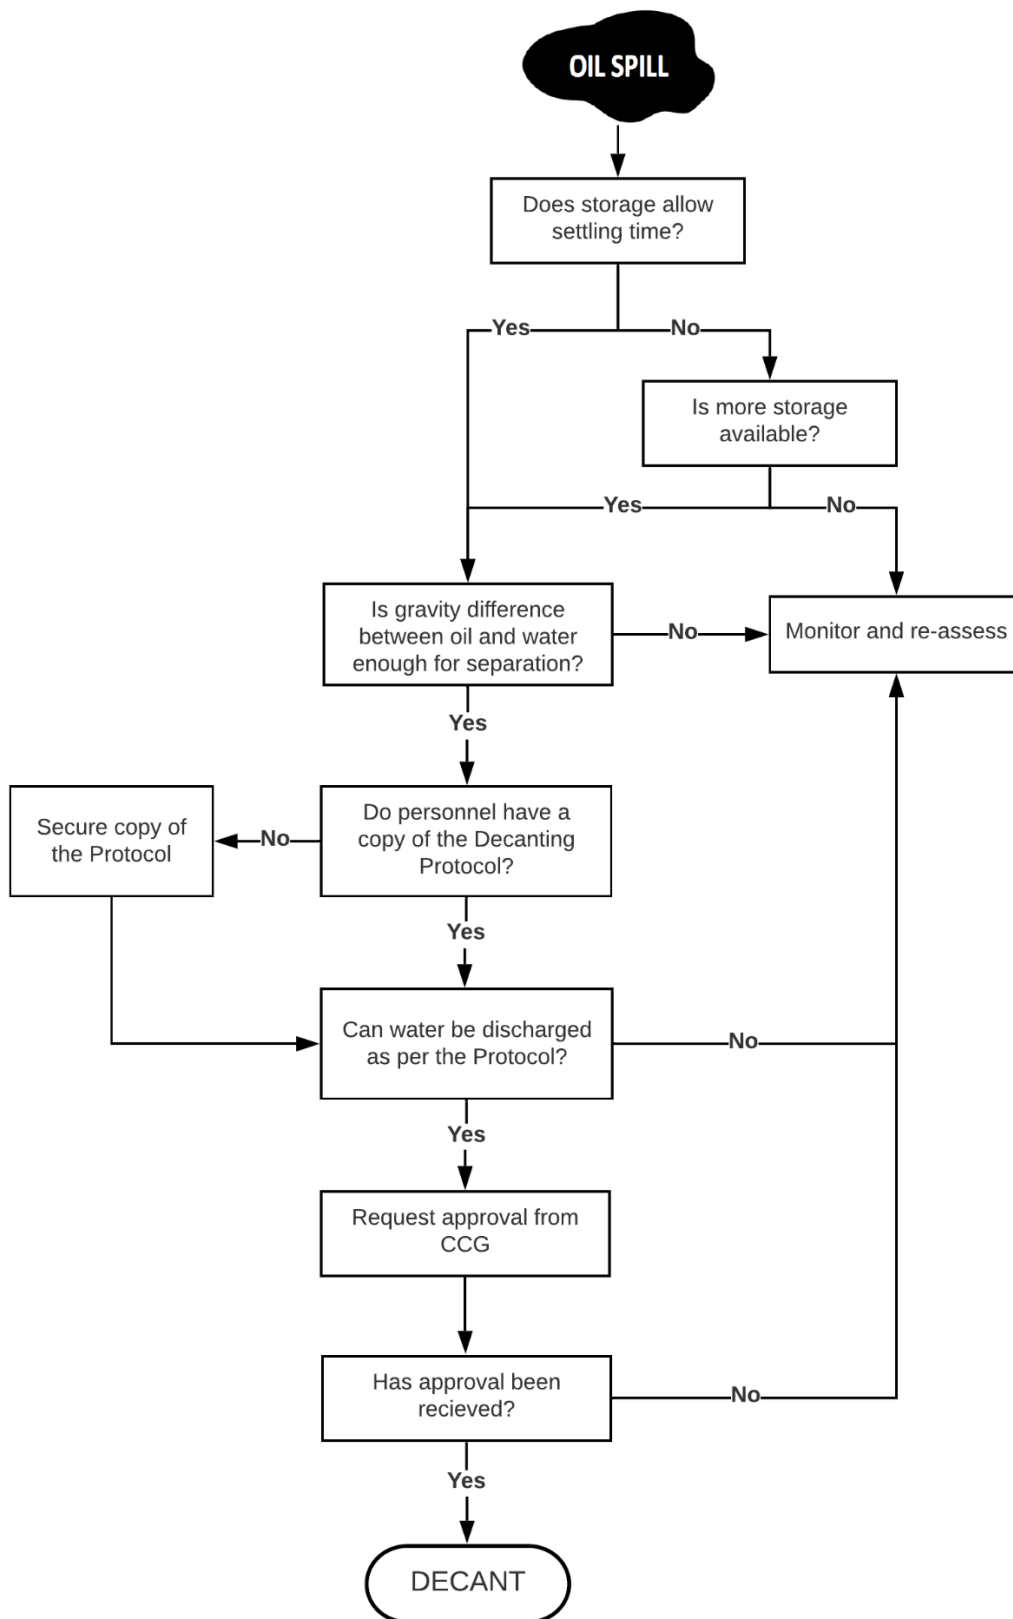 OIL SPILL
Does storage allow
settling time?
Yes
No
Is more storage
available?
Yes
No
Is gravity difference
between oil and water
enough for separation?
No
Monitor and re-assess
Yes
Do personnel have a
copy of the Decanting
Protocol?
No
Secure copy of
the Protocol
Yes
Can water be discharged
as per the Protocol?
No
Yes
Request approval from
CCG
Has approval been
recieved?
No
Yes
DECANT